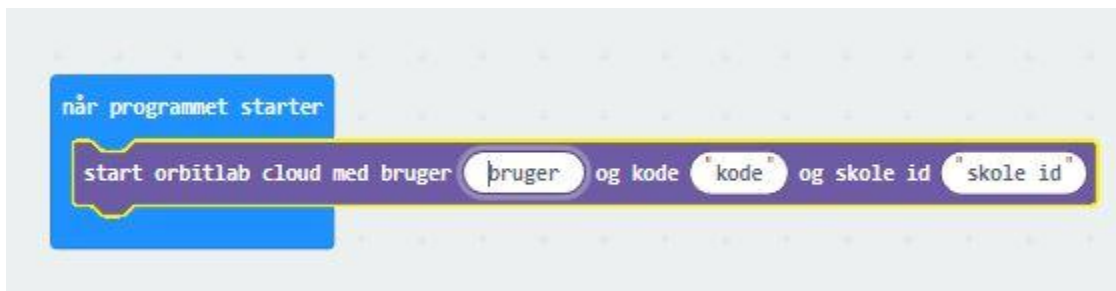 når programmet starter
start orbitlab cloud med bruger bruger og kode "kode" og skole id "skole id"